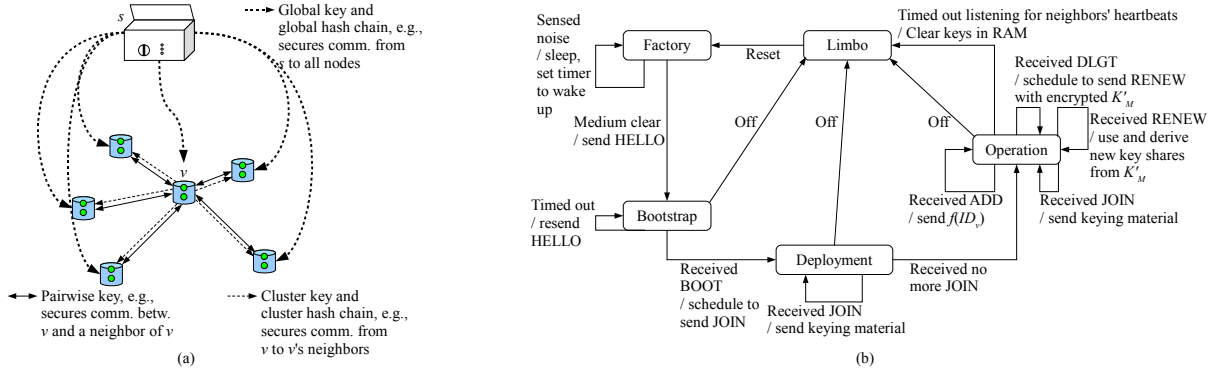 s
Global key and
global hash chain, e.g.,
secures comm. from
s to all nodes
v
Pairwise key, e.g.,
secures comm. betw.
v and a neighbor of v
Cluster key and
cluster hash chain, e.g.,
secures comm. from
v to v's neighbors
(a)
Sensed
noise
/ sleep,
set timer
to wake
up
Factory
Reset
Limbo
Timed out listening for neighbors' heartbeats
/ Clear keys in RAM
Received DLGT
/ schedule to send RENEW
with encrypted K'M
Medium clear
/ send HELLO
Off
Off
Off
Operation
Received RENEW
/ use and derive
new key shares
from K'M
Timed out
/ resend
HELLO
Bootstrap
Received ADD
/ send f(IDv)
Received JOIN
/ send keying material
Deployment
Received
BOOT
/ schedule to
send JOIN
Received JOIN
/ send keying material
Received no
more JOIN
(b)